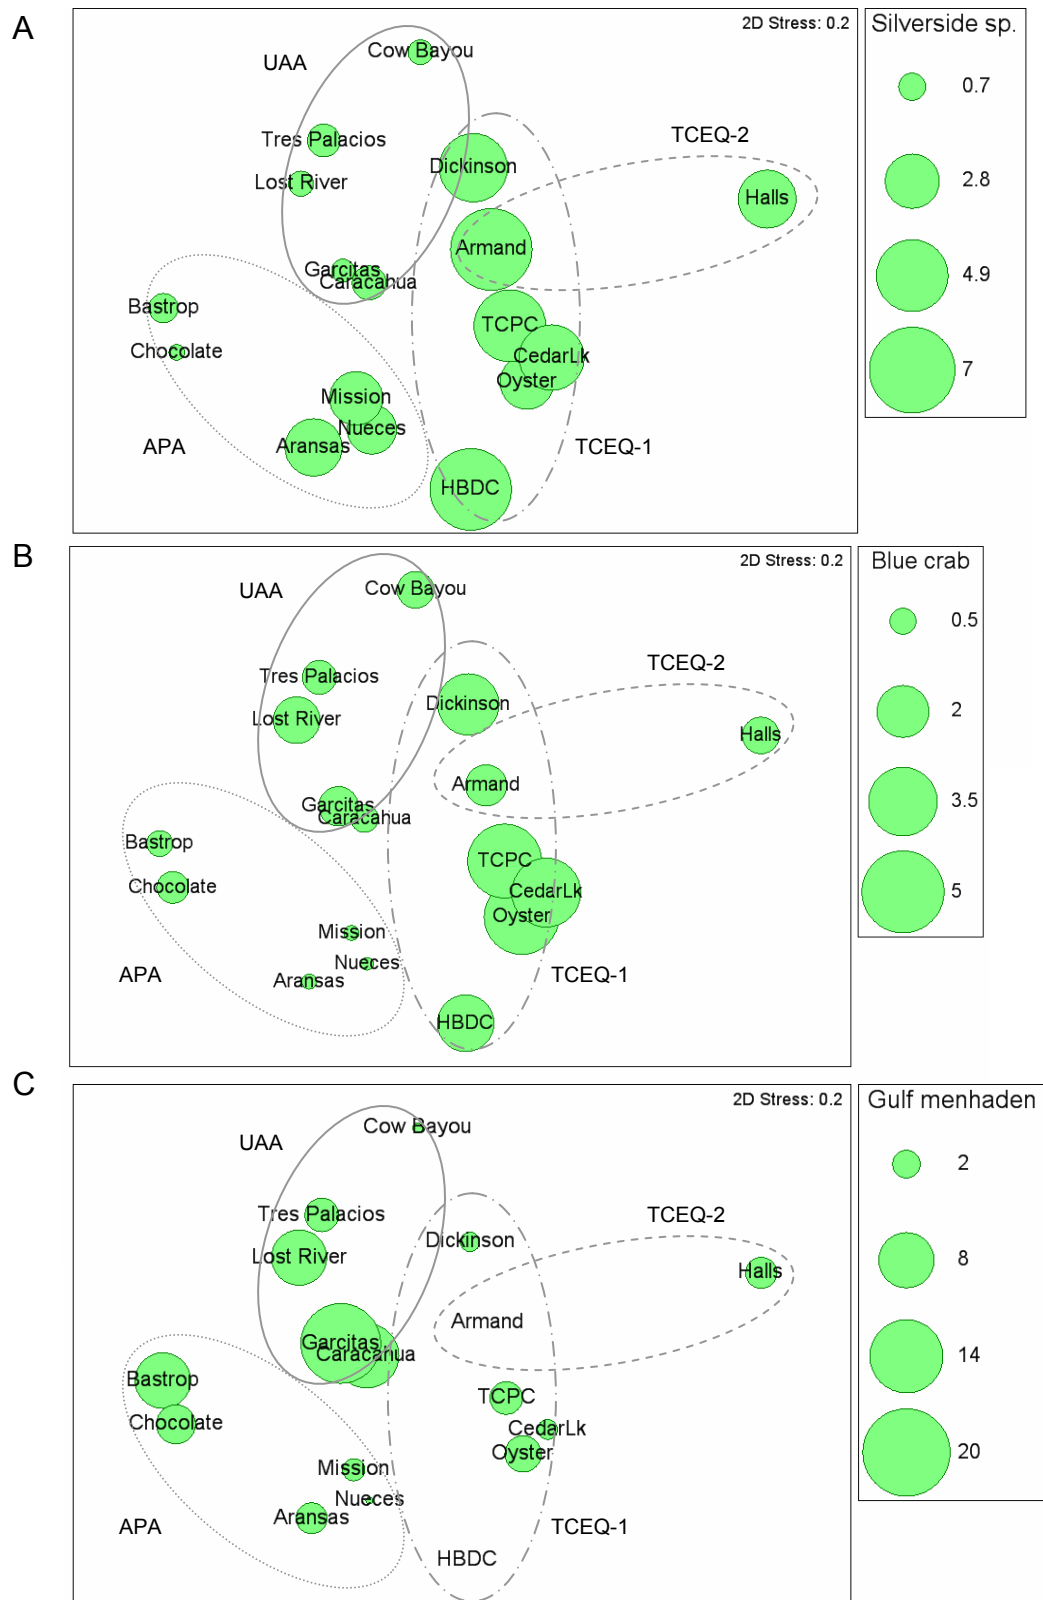 A
2D Stress: 0.2
Silverside sp.
UAA
Cow Bayou
0.7
TCEQ-2
Tres Palacios
Dickinson
Lost River
2.8
Halls
Armand
Garcitas
Caracahua
4.9
Bastrop
TCPC
Chocolate
CedarLk
7
Oyster
Mission
Nueces
APA
Aransas
TCEQ-1
HBDC
B
2D Stress: 0.2
Blue crab
UAA
Cow Bayou
0.5
TCEQ-2
Tres Palacios
Dickinson
2
Lost River
Halls
Armand
3.5
Garcitas
Caracahua
Bastrop
TCPC
Chocolate
CedarLk
5
Oyster
Mission
Nueces
APA
Aransas
TCEQ-1
HBDC
C
2D Stress: 0.2
Gulf menhaden
UAA
Cow Bayou
2
Tres Palacios
TCEQ-2
Dickinson
Lost River
8
Halls
Armand
Garcitas
Caracahua
14
Bastrop
TCPC
Chocolate
CedarLk
Oyster
20
Mission
Nueces
Aransas
APA
TCEQ-1
HBDC